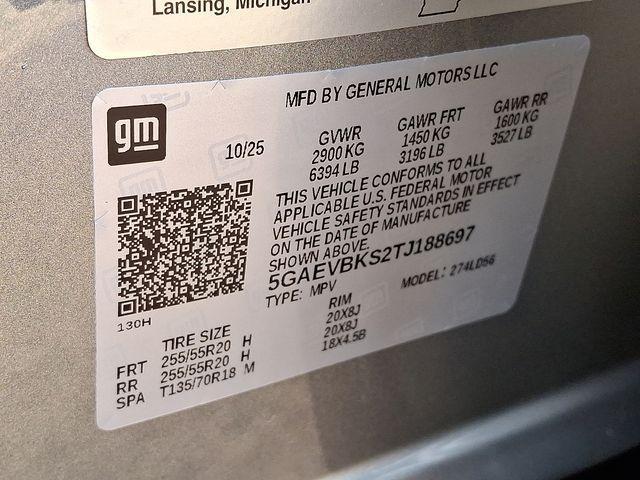 Lansing, Michigan
gm
MFD BY GENERAL MOTORS LLC
10/25
GVWR GAWR FRT GAWR RR
2900 KG 1450 KG 1600 KG
6394 LB 3196 LB 3527 LB
THIS VEHICLE CONFORMS TO ALL
APPLICABLE U.S. FEDERAL MOTOR
VEHICLE SAFETY STANDARDS IN EFFECT
ON THE DATE OF MANUFACTURE
SHOWN ABOVE.
5GAEVBKS2TJ188697
TYPE: MPV MODEL: 274LD56
130H
TIRE SIZE RIM
FRT 255/55R20 H 20X8J
RR 255/55R20 H 20X8J
SPA T135/70R18 M 18X4.5B